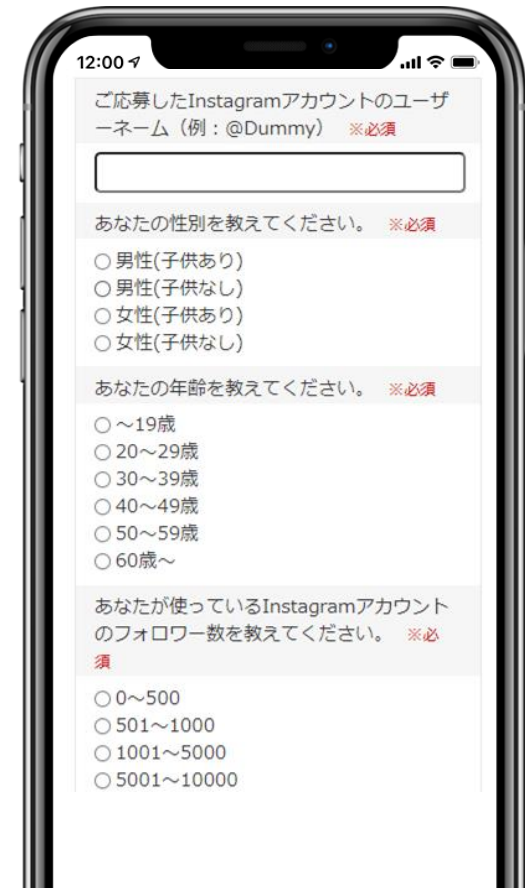 12:00
ご応募したInstagramアカウントのユーザ
ーネーム（例：@Dummy） ※必須
あなたの性別を教えてください。 ※必須
男性(子供あり)
男性(子供なし)
女性(子供あり)
女性(子供なし)
あなたの年齢を教えてください。 ※必須
～19歳
20～29歳
30～39歳
40～49歳
50～59歳
60歳～
あなたが使っているInstagramアカウント
のフォロワー数を教えてください。 ※必
須
0～500
501～1000
1001～5000
5001～10000